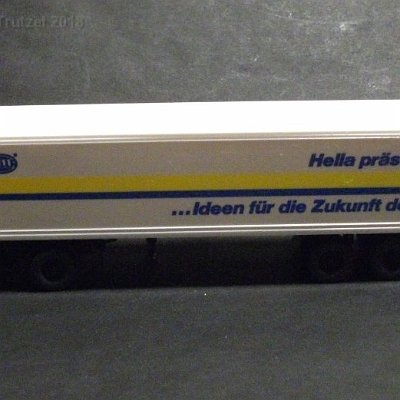 Trutzel 2018
Hella präs
...Ideen für die Zukunft de